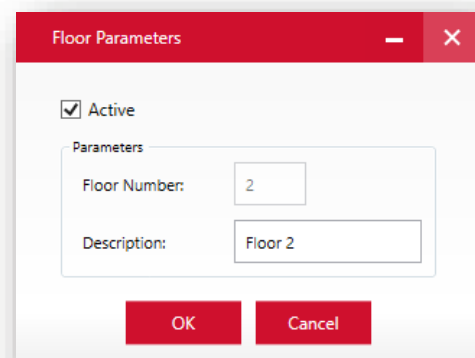 Floor Parameters
Active
Parameters
Floor Number: 2
Description: Floor 2
OK Cancel